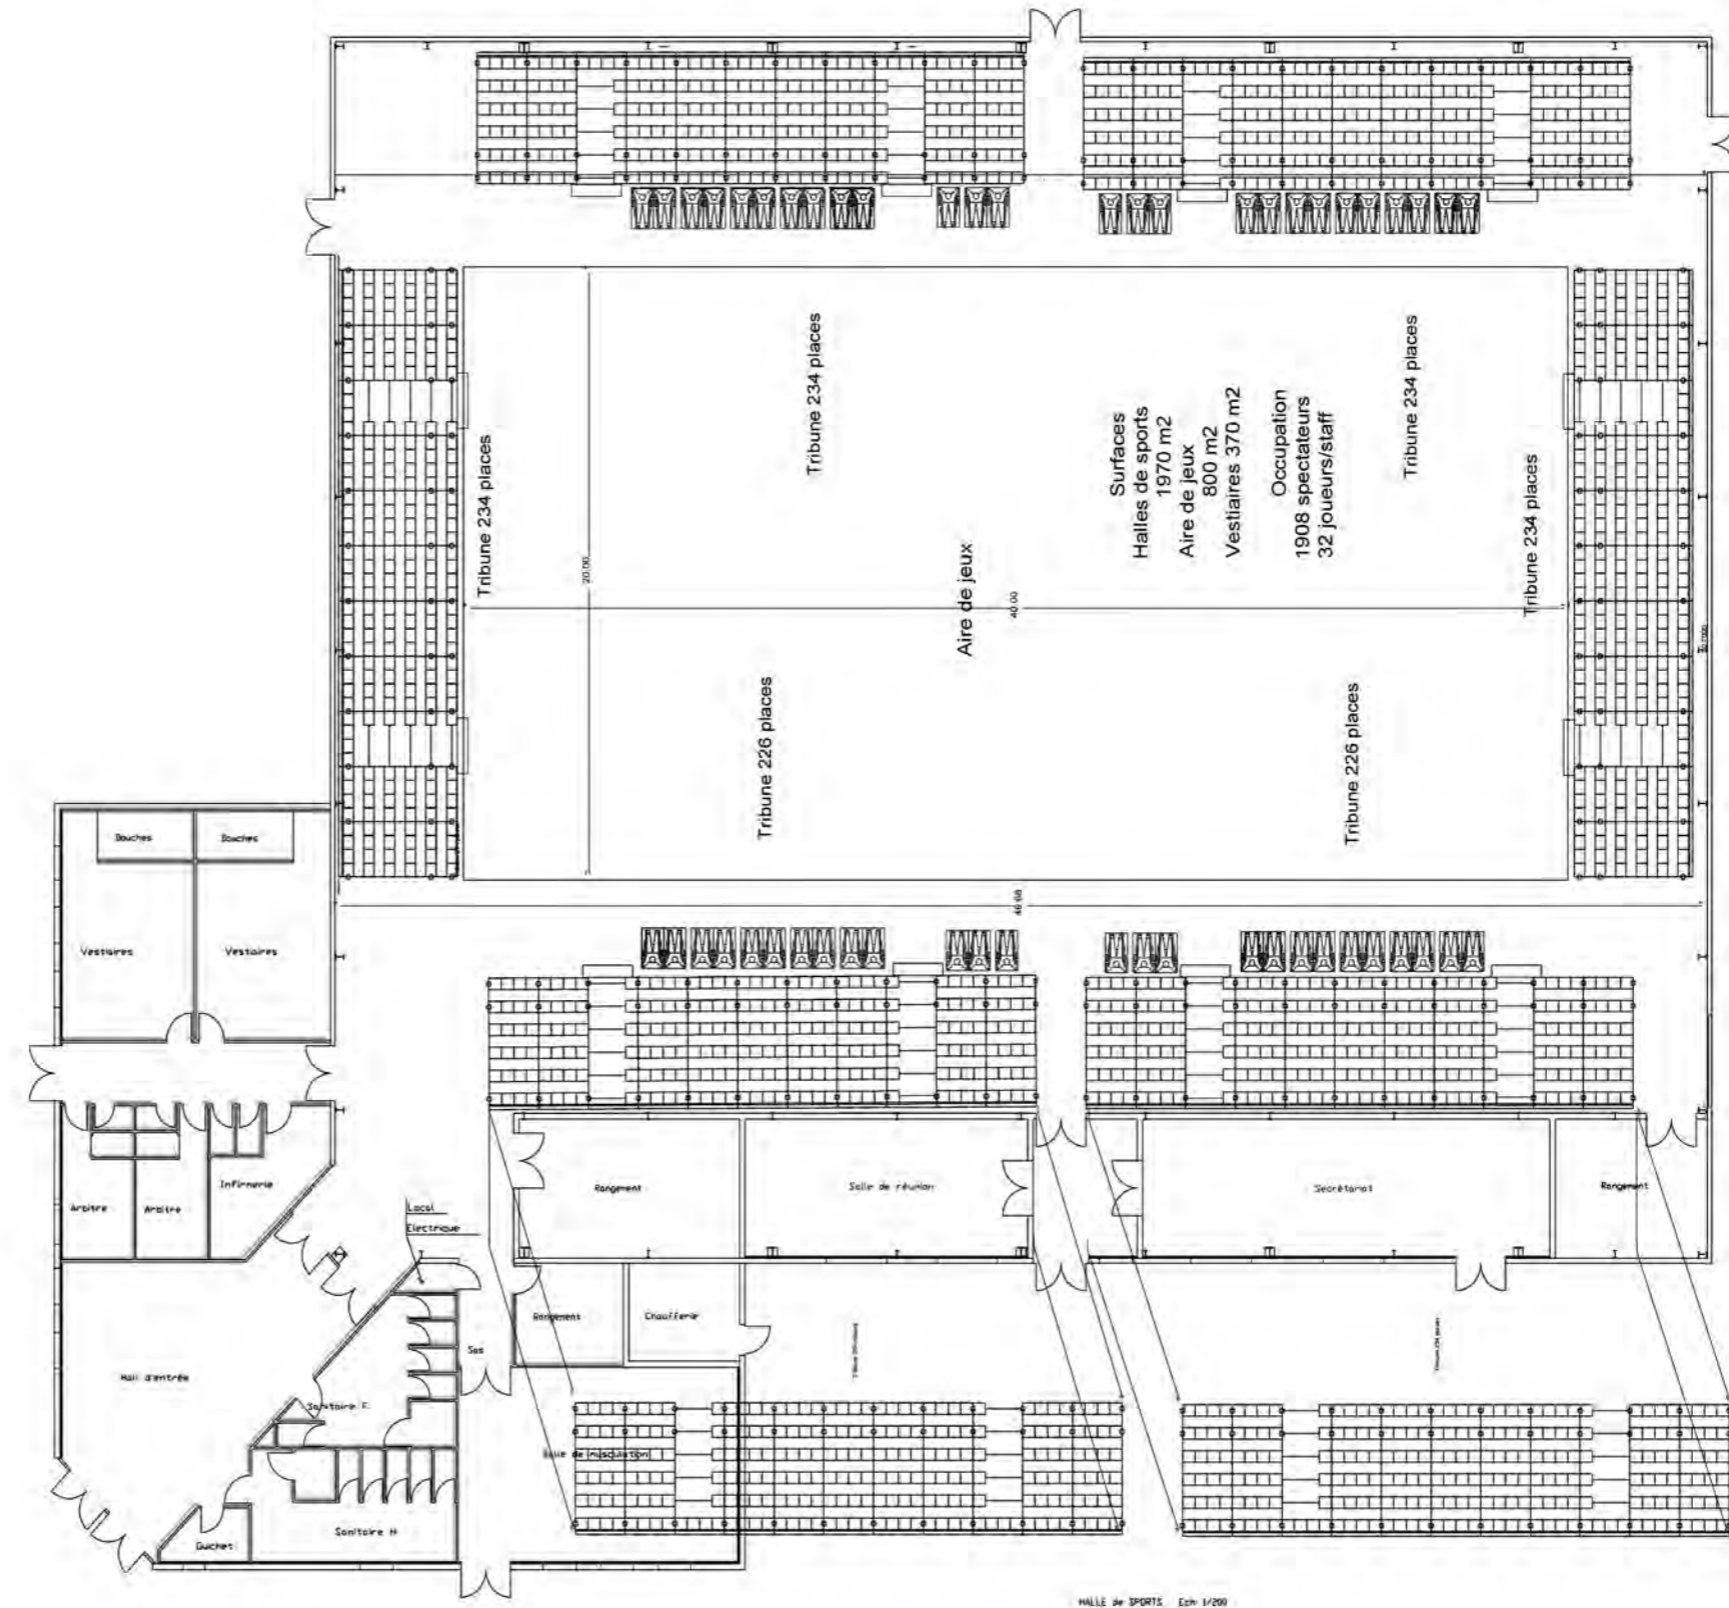 Tribune 234 places
Tribune 234 places
Tribune 234 places
Tribune 234 places
Surfaces
Halles de sports
1970 m2
Aire de jeux
800 m2
Vestiaires 370 m2
Occupation
1908 spectateurs
32 joueurs/staff
20.00
40.00
Aire de jeux
Tribune 226 places
Tribune 226 places
Douches
Douches
Vestiaires
Vestiaires
Arbitre
Arbitre
Infirmerie
Local
Electrique
Rangement
Salle de réunion
Secrétariat
Rangement
Rangement
Chaufferie
Sas
Hall d'entrée
Sanitaire F.
Salle de musculation
Sanitaire H
Guichet
HALLE de SPORTS Ech: 1/200